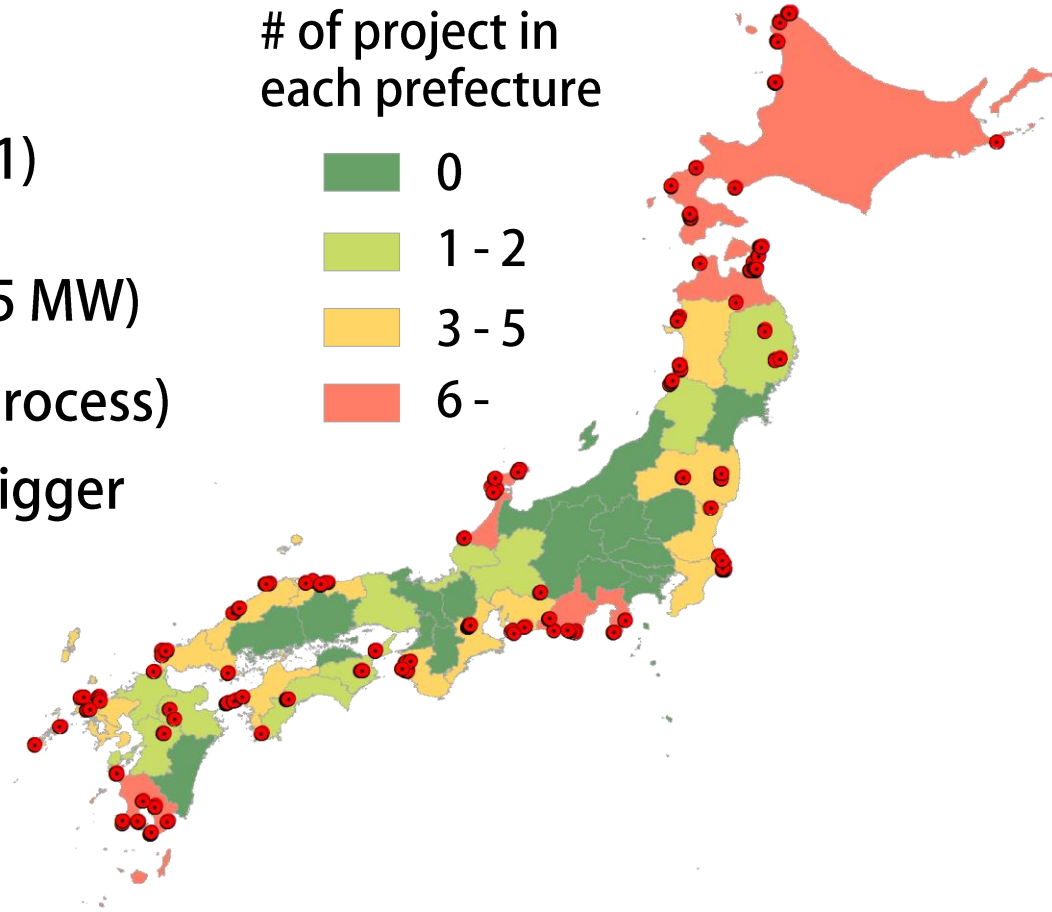 # of project in
each prefecture
0
1 - 2
3 - 5
6 -
1)
5 MW)
rocess)
igger